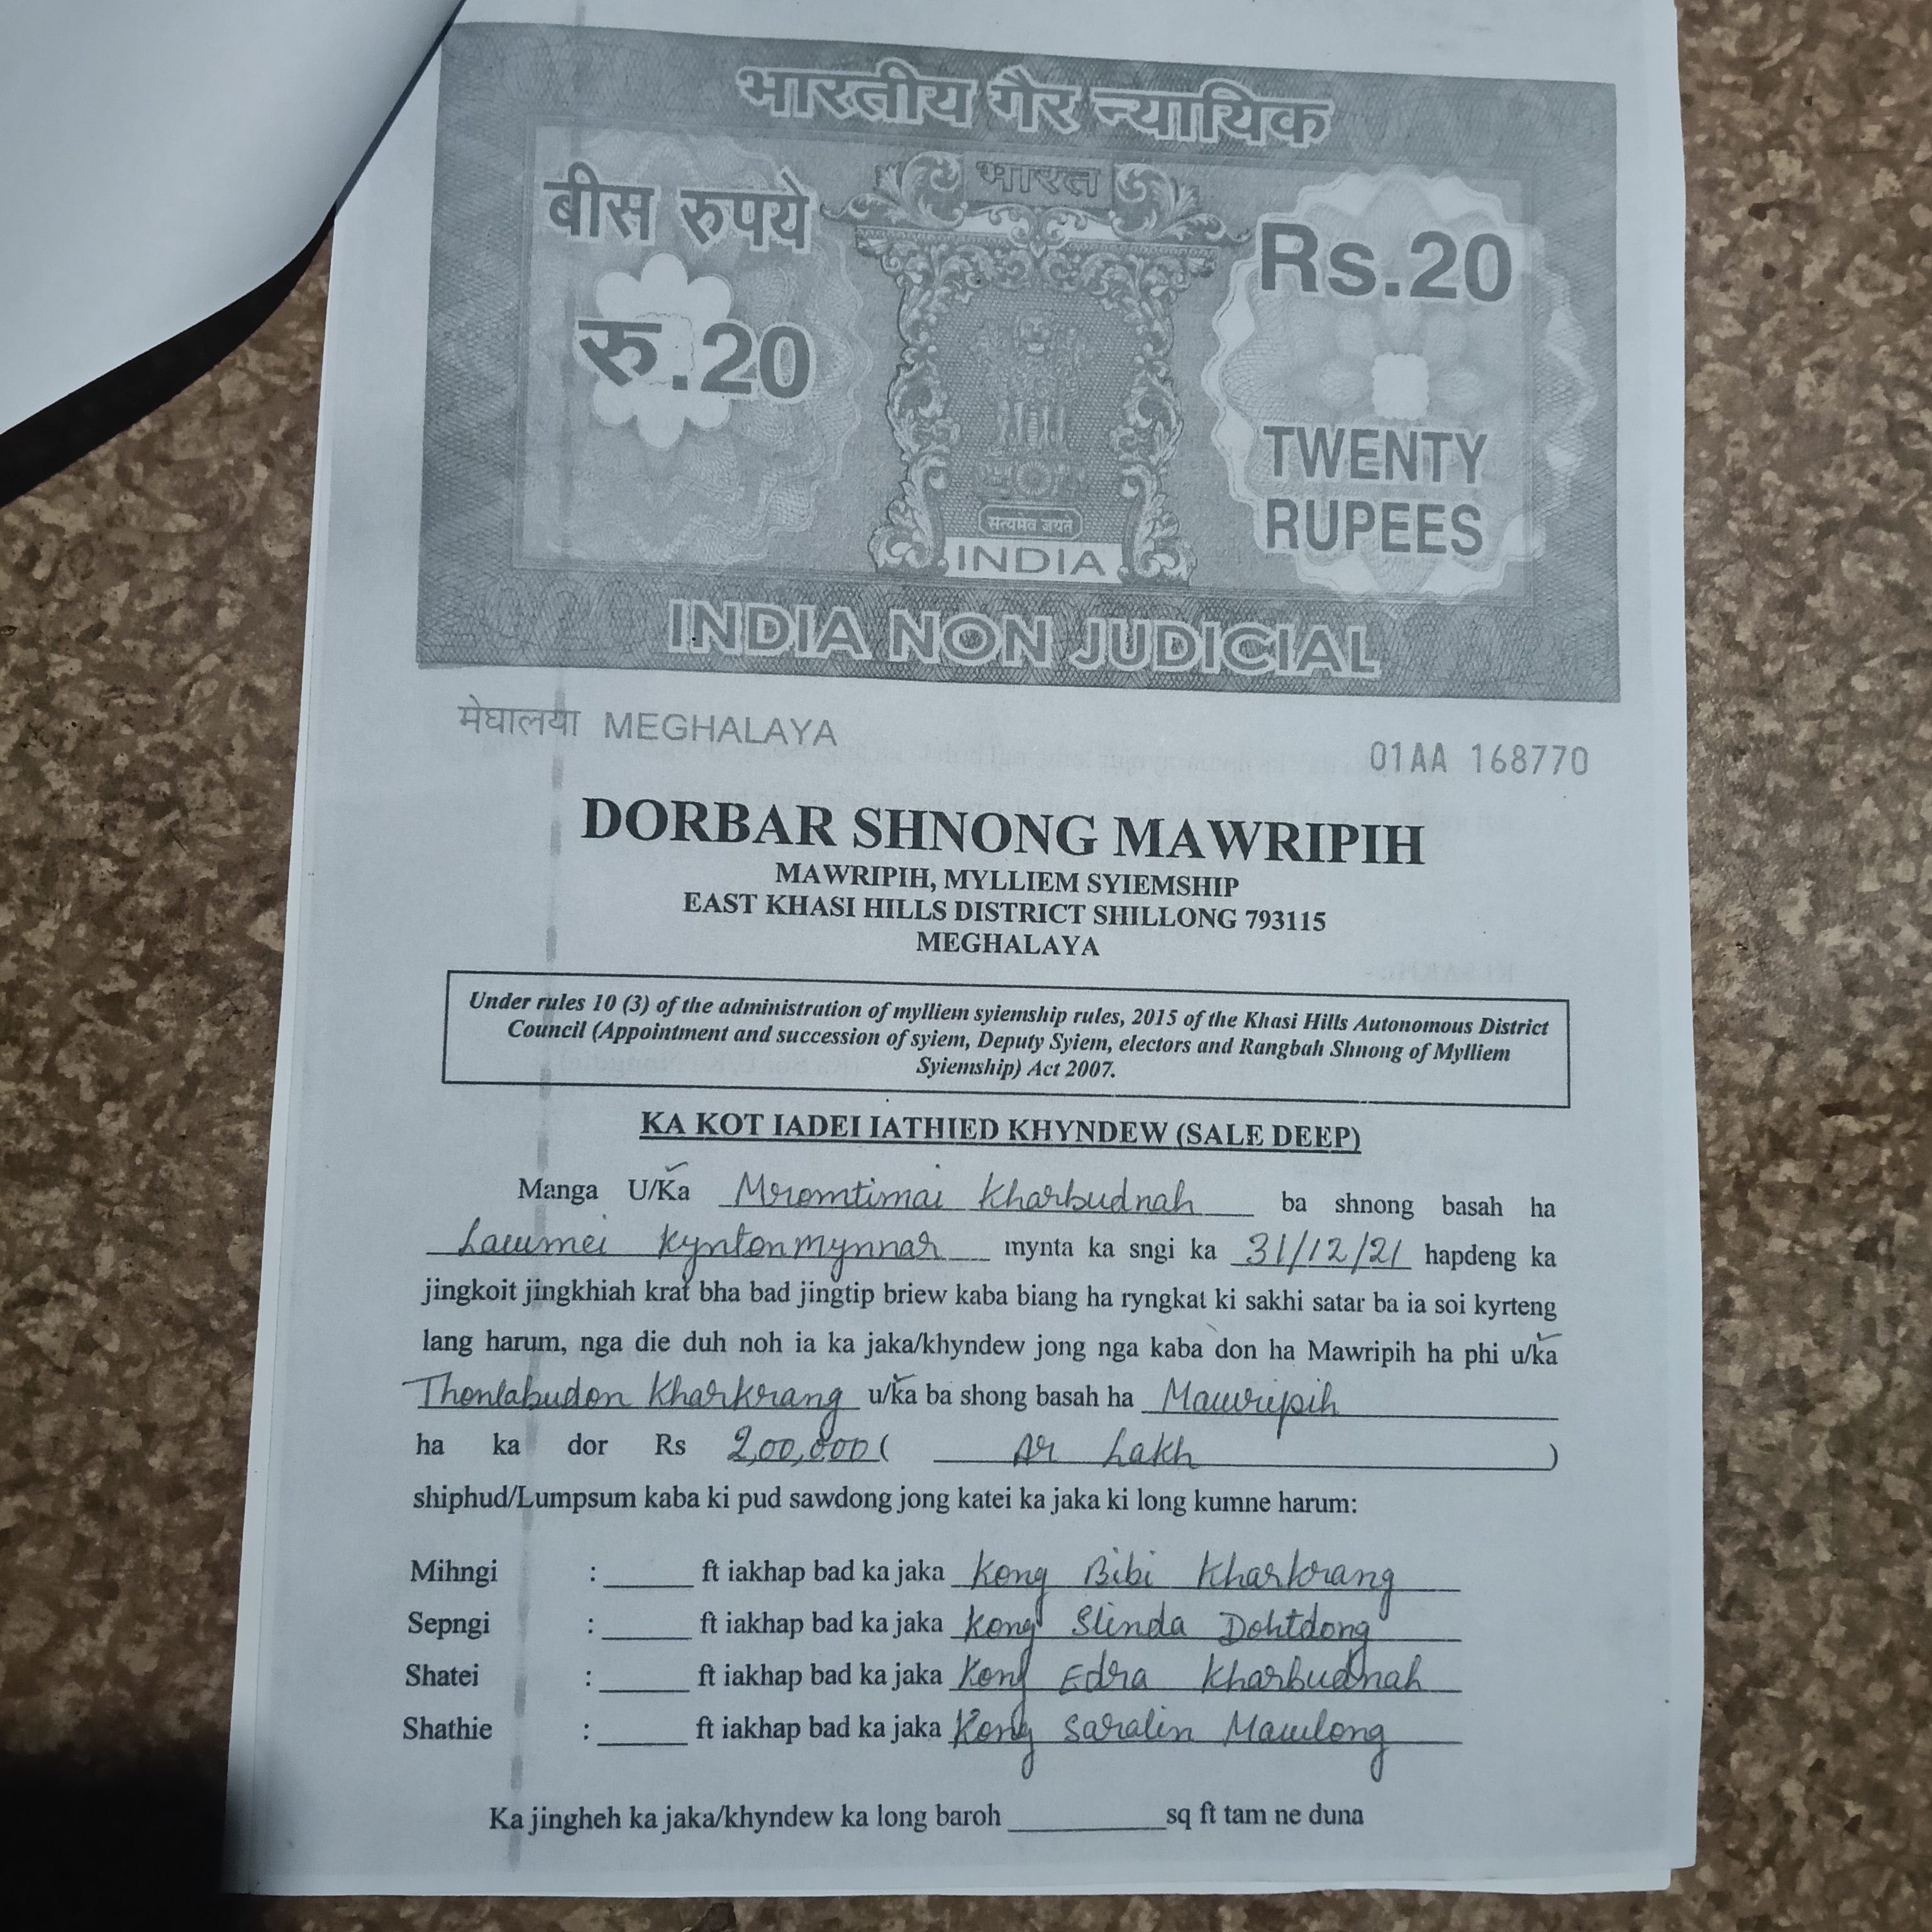 भारतीय गैर न्यायिक
भारत
बीस रुपये
रु.20
Rs.20
TWENTY
RUPEES
सत्यमेव जयते
INDIA
INDIA NON JUDICIAL
मेघालया MEGHALAYA
01AA 168770
DORBAR SHNONG MAWRIPIH
MAWRIPIH, MYLLIEM SYIEMSHIP
EAST KHASI HILLS DISTRICT SHILLONG 793115
MEGHALAYA
Under rules 10 (3) of the administration of mylliem syiemship rules, 2015 of the Khasi Hills Autonomous District
Council (Appointment and succession of syiem, Deputy Syiem, electors and Rangbah Shnong of Mylliem
Syiemship) Act 2007.
KA KOT IADEI IATHIED KHYNDEW (SALE DEEP)
Manga U/Ka Mromtimai Kharbudnah ba shnong basah ha
Lawmei Kyntonmynnar mynta ka sngi ka 31/12/21 hapdeng ka
jingkoit jingkhiah krat bha bad jingtip briew kaba biang ha ryngkat ki sakhi satar ba ia soi kyrteng
lang harum, nga die duh noh ia ka jaka/khyndew jong nga kaba don ha Mawripih ha phi u/ka
Thonlabudon Kharkrang u/ka ba shong basah ha Mawripih
ha ka dor Rs 2,00,000 ( Ar Lakh )
shiphud/Lumpsum kaba ki pud sawdong jong katei ka jaka ki long kumne harum:
Mihngi : ______ ft iakhap bad ka jaka Kong Bibi Kharkrang
Sepngi : ______ ft iakhap bad ka jaka Kong Slinda Dohtdong
Shatei : ______ ft iakhap bad ka jaka Kong Edra Kharbudnah
Shathie : ______ ft iakhap bad ka jaka Kong Saralin Mawlong
Ka jingheh ka jaka/khyndew ka long baroh __________ sq ft tam ne duna